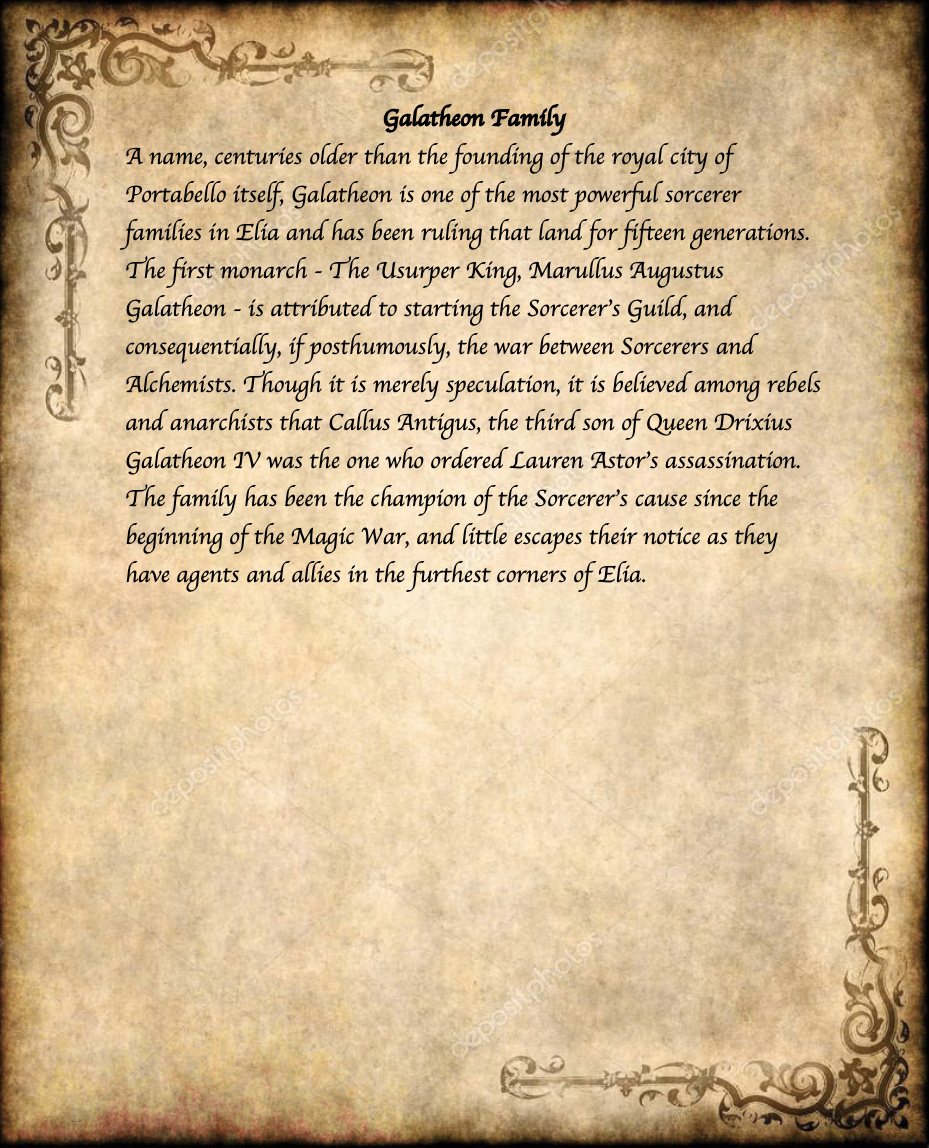 Galatheon Family
A name, centuries older than the founding of the royal city of
Portabello itself, Galatheon is one of the most powerful sorcerer
families in Elia and has been ruling that land for fifteen generations.
The first monarch - The Usurper King, Marullus Augustus
Galatheon - is attributed to starting the Sorcerer's Guild, and
consequentially, if posthumously, the war between Sorcerers and
Alchemists. Though it is merely speculation, it is believed among rebels
and anarchists that Callus Antigus, the third son of Queen Drixius
Galatheon IV was the one who ordered Lauren Astor's assassination.
The family has been the champion of the Sorcerer's cause since the
beginning of the Magic War, and little escapes their notice as they
have agents and allies in the furthest corners of Elia.
depositphotos
depositphotos
depositphotos
depositphotos
depositphotos